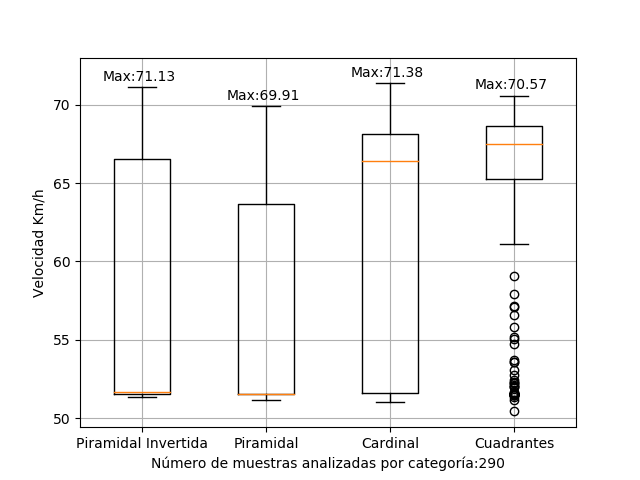 Max:71.13
Max:69.91
Max:71.38
Max:70.57
70
65
60
55
50
Velocidad Km/h
Piramidal Invertida
Piramidal
Cardinal
Cuadrantes
Número de muestras analizadas por categoría:290